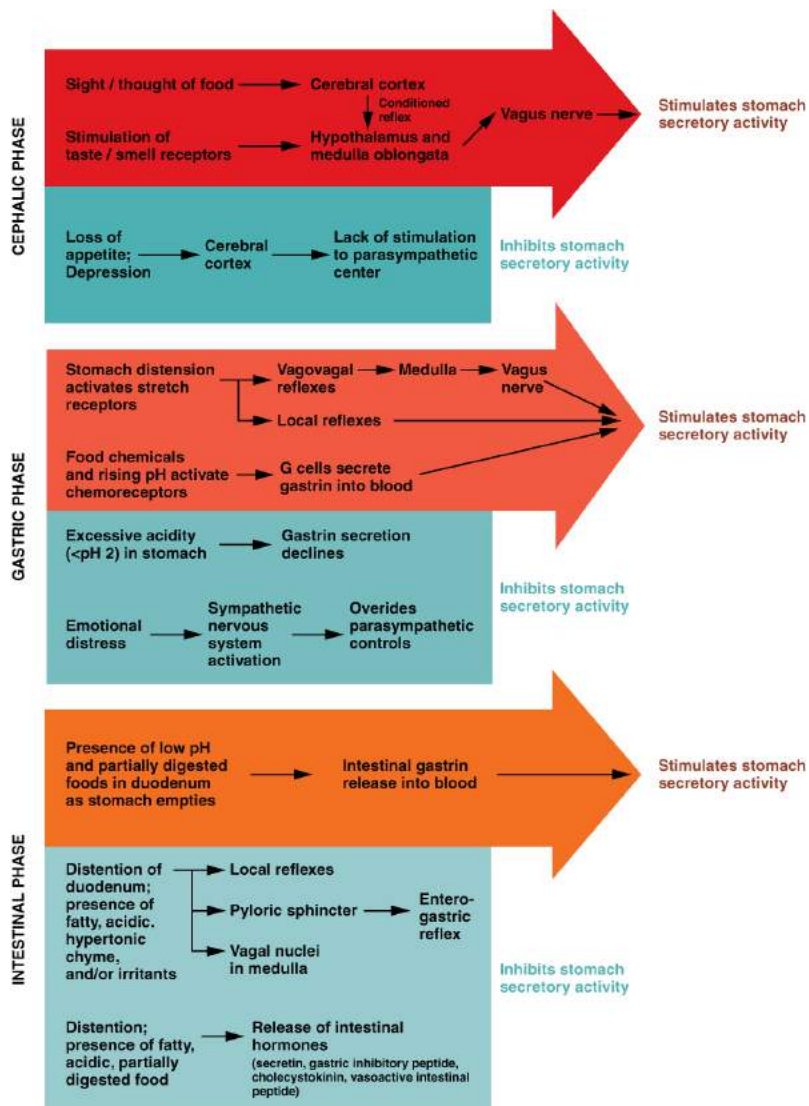 CEPHALIC PHASE
Sight / thought of food
Cerebral cortex
Conditioned
reflex
Stimulation of
taste / smell receptors
Hypothalamus and
medulla oblongata
Vagus nerve
Stimulates stomach
secretory activity
Loss of
appetite;
Depression
Cerebral
cortex
Lack of stimulation
to parasympathetic
center
Inhibits stomach
secretory activity
GASTRIC PHASE
Stomach distension
activates stretch
receptors
Vagovagal
reflexes
Medulla
Vagus
nerve
Local reflexes
Food chemicals
and rising pH activate
chemoreceptors
G cells secrete
gastrin into blood
Stimulates stomach
secretory activity
Excessive acidity
(<pH 2) in stomach
Gastrin secretion
declines
Emotional
distress
Sympathetic
nervous
system
activation
Overides
parasympathetic
controls
Inhibits stomach
secretory activity
INTESTINAL PHASE
Presence of low pH
and partially digested
foods in duodenum
as stomach empties
Intestinal gastrin
release into blood
Stimulates stomach
secretory activity
Distention of
duodenum;
presence of
fatty, acidic.
hypertonic
chyme,
and/or irritants
Local reflexes
Pyloric sphincter
Vagal nuclei
in medulla
Entero-
gastric
reflex
Inhibits stomach
secretory activity
Distention;
presence of fatty,
acidic, partially
digested food
Release of intestinal
hormones
(secretin, gastric inhibitory peptide,
cholecystokinin, vasoactive intestinal
peptide)